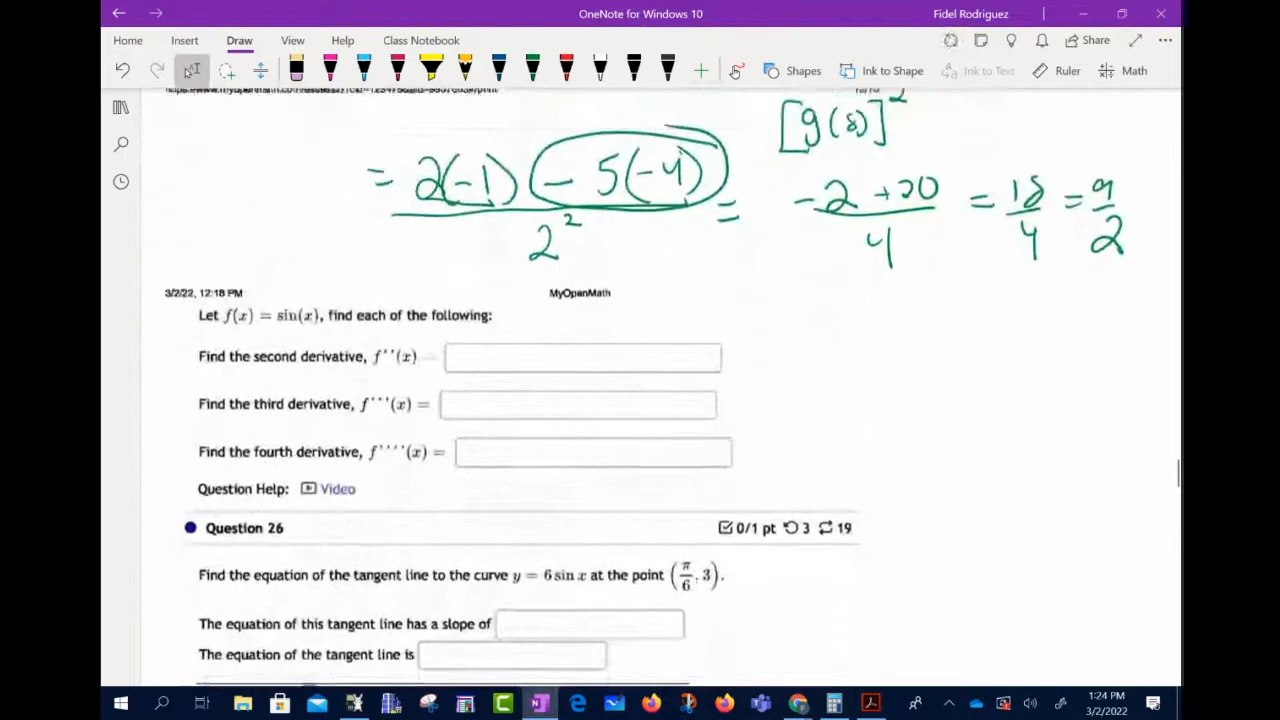 OneNote for Windows 10
Fidel Rodriguez
Home Insert Draw View Help Class Notebook
Share
Shapes Ink to Shape Ink to Text Ruler Math
[g(8)]²
= 2(-1) - 5(-4) / 2² =
-2 + 20 / 4 = 18/4 = 9/2
3/2/22, 12:18 PM MyOpenMath
Let f(x) = sin(x), find each of the following:
Find the second derivative, f''(x)
Find the third derivative, f'''(x) =
Find the fourth derivative, f''''(x) =
Question Help: Video
Question 26 0/1 pt 3 19
Find the equation of the tangent line to the curve y = 6 sin x at the point (π/6, 3).
The equation of this tangent line has a slope of
The equation of the tangent line is
1:24 PM
3/2/2022